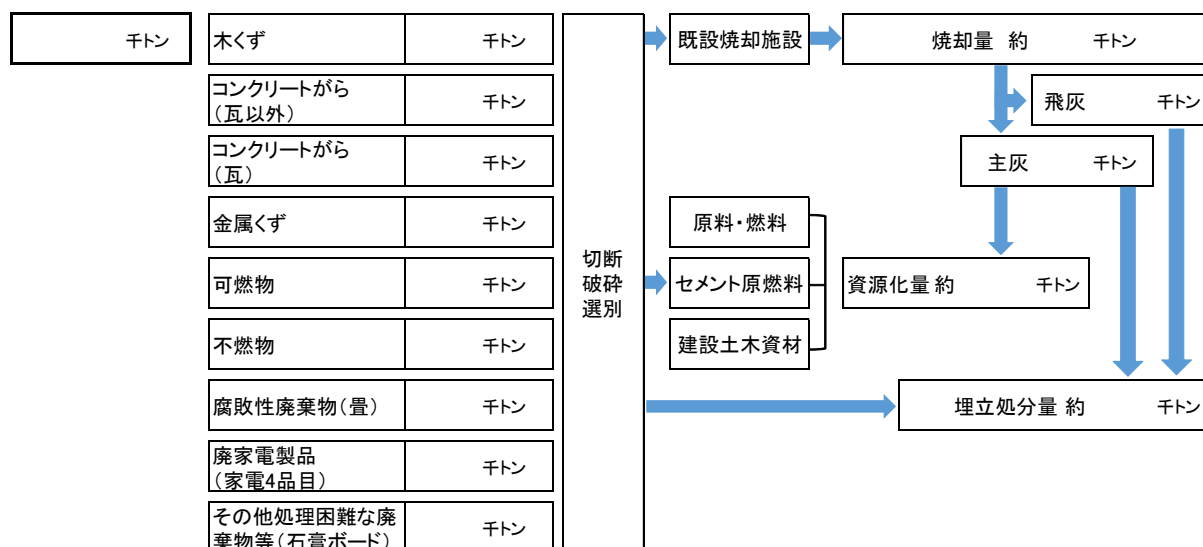 千トン
木くず 千トン
既設焼却施設
焼却量 約 千トン
コンクリートがら
(瓦以外)
千トン
飛灰 千トン
コンクリートがら
(瓦)
千トン
主灰 千トン
金属くず 千トン
原料・燃料
切断
破砕
選別
可燃物 千トン
セメント原燃料
資源化量 約 千トン
不燃物 千トン
建設土木資材
腐敗性廃棄物(畳) 千トン
埋立処分量 約 千トン
廃家電製品
(家電4品目)
千トン
その他処理困難な廃
棄物等(石膏ボード)
千トン